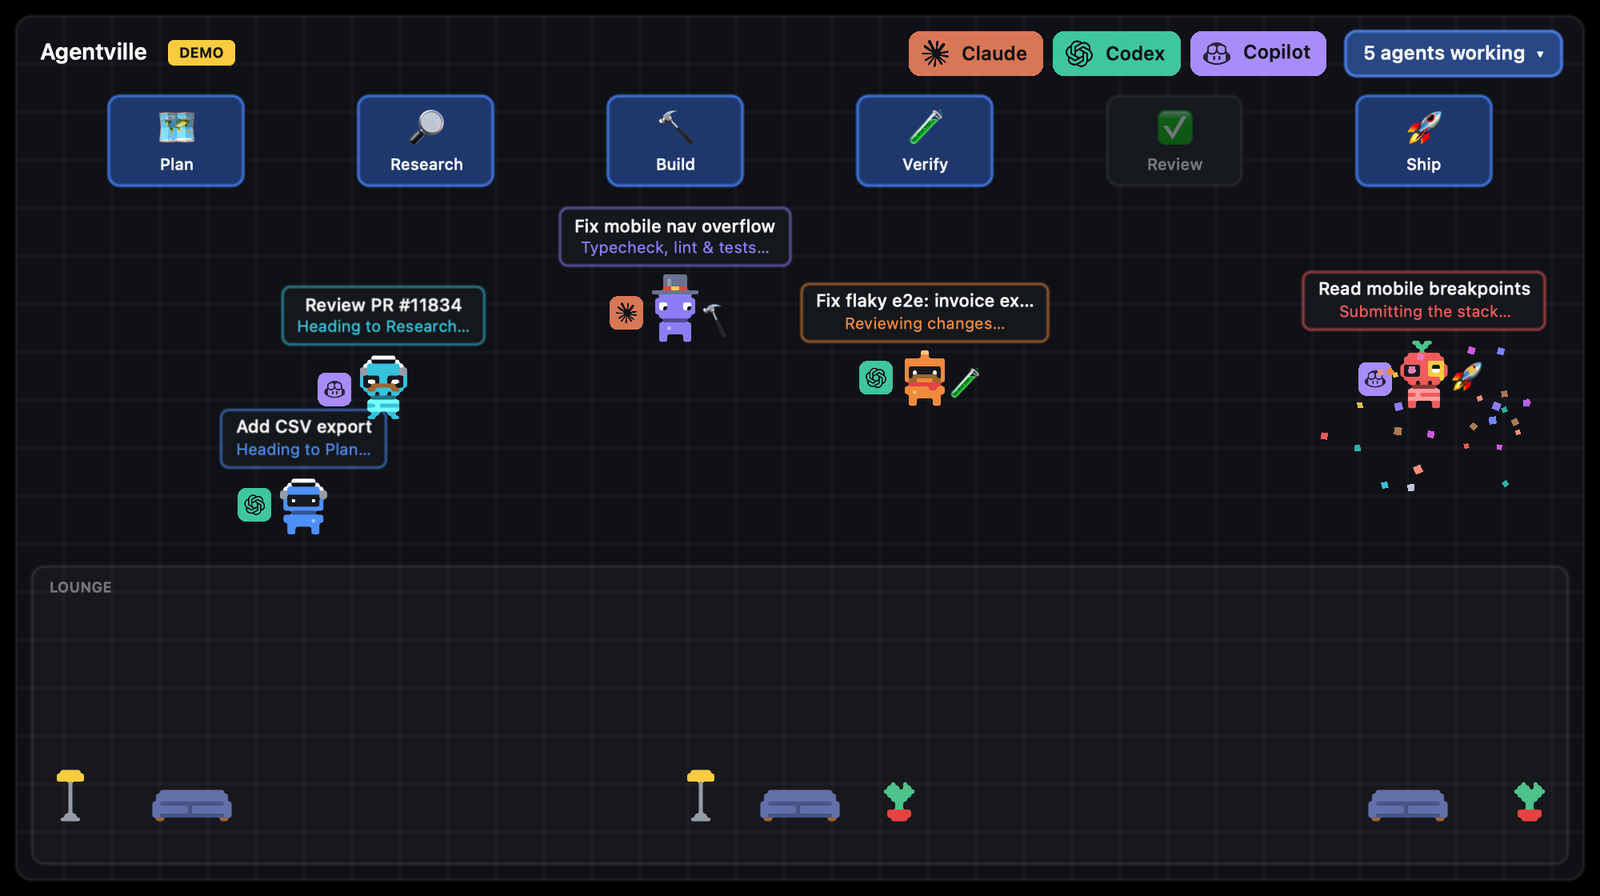 Agentville
DEMO
Claude
Codex
Copilot
5 agents working
Plan
Research
Build
Verify
Review
Ship
Fix mobile nav overflow
Typecheck, lint & tests...
Review PR #11834
Heading to Research...
Fix flaky e2e: invoice ex...
Reviewing changes...
Read mobile breakpoints
Submitting the stack...
Add CSV export
Heading to Plan...
LOUNGE